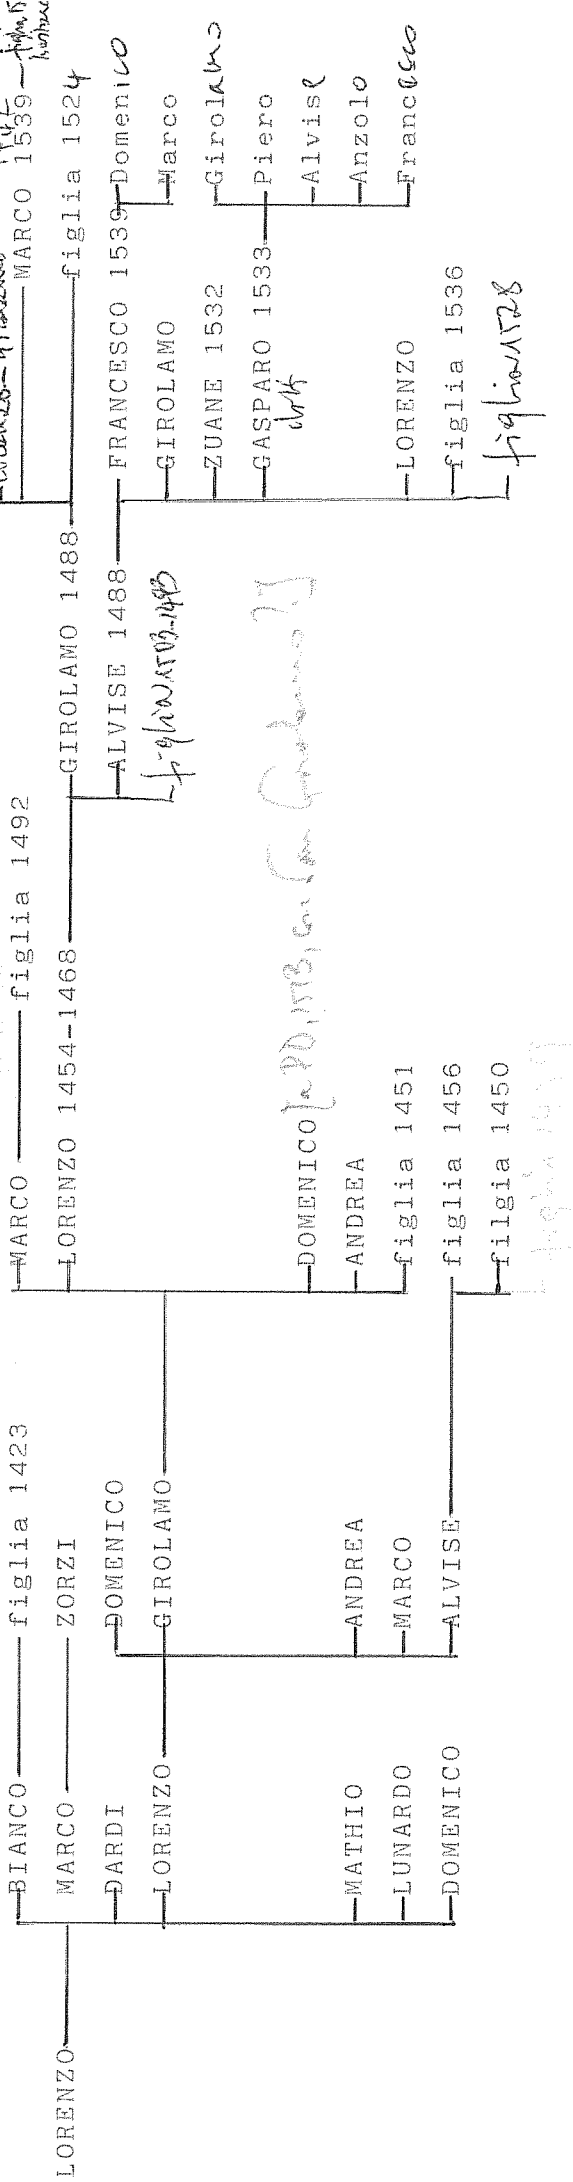 LORENZO
BIANCO
MARCO
DARDI
LORENZO
MATHIO
LUNARDO
DOMENICO
figlia 1423
ZORZI
DOMENICO
GIROLAMO
ANDREA
MARCO
ALVISE
MARCO
LORENZO 1454-1468
DOMENICO
ANDREA
figlia 1451
figlia 1456
filgia 1450
figlia 1492
GIROLAMO 1488
ALVISE 1488
figlia
MARCO 1539
figlia 1524
FRANCESCO 1539
GIROLAMO
ZUANE 1532
GASPARO 1533
LORENZO
figlia 1536
figlia 1528
Domenico
Marco
Girolamo
Piero
Alvise
Anzolo
Francesco